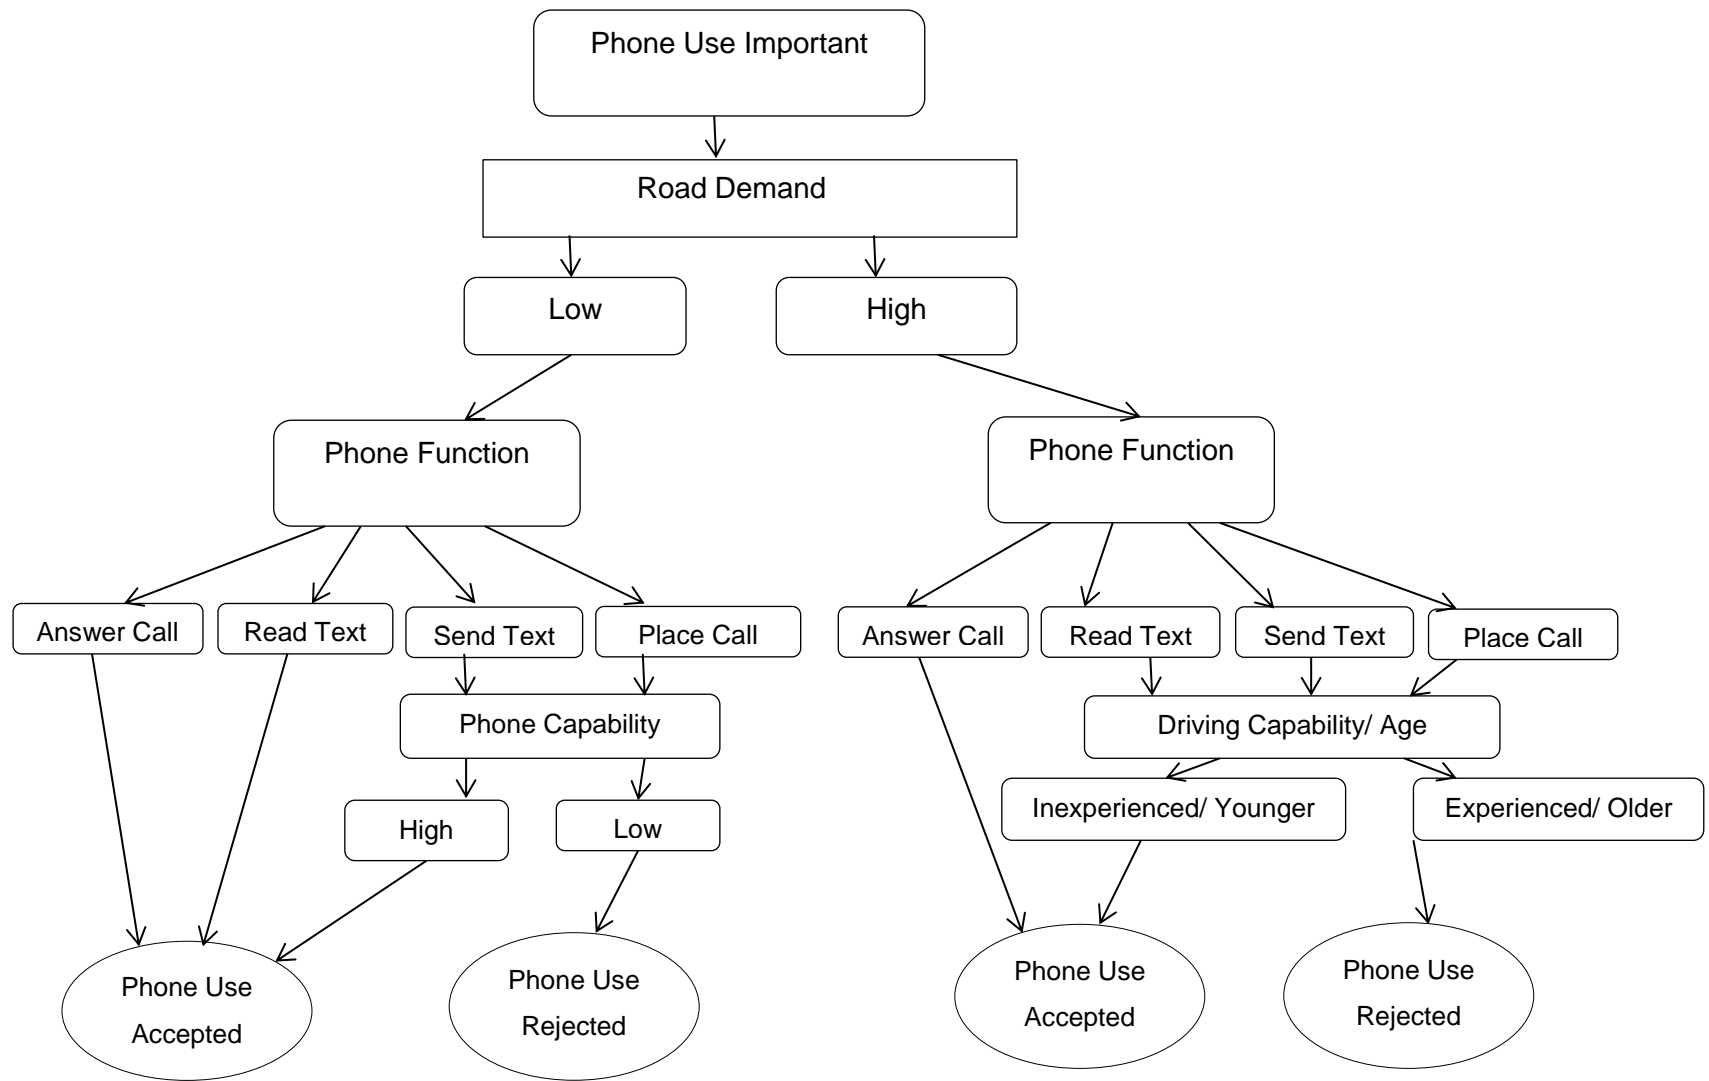 Phone Use Important
Road Demand
Low
High
Phone Function
Phone Function
Answer Call
Read Text
Send Text
Place Call
Answer Call
Read Text
Send Text
Place Call
Phone Capability
Driving Capability/ Age
High
Low
Inexperienced/ Younger
Experienced/ Older
Phone Use
Accepted
Phone Use
Rejected
Phone Use
Accepted
Phone Use
Rejected